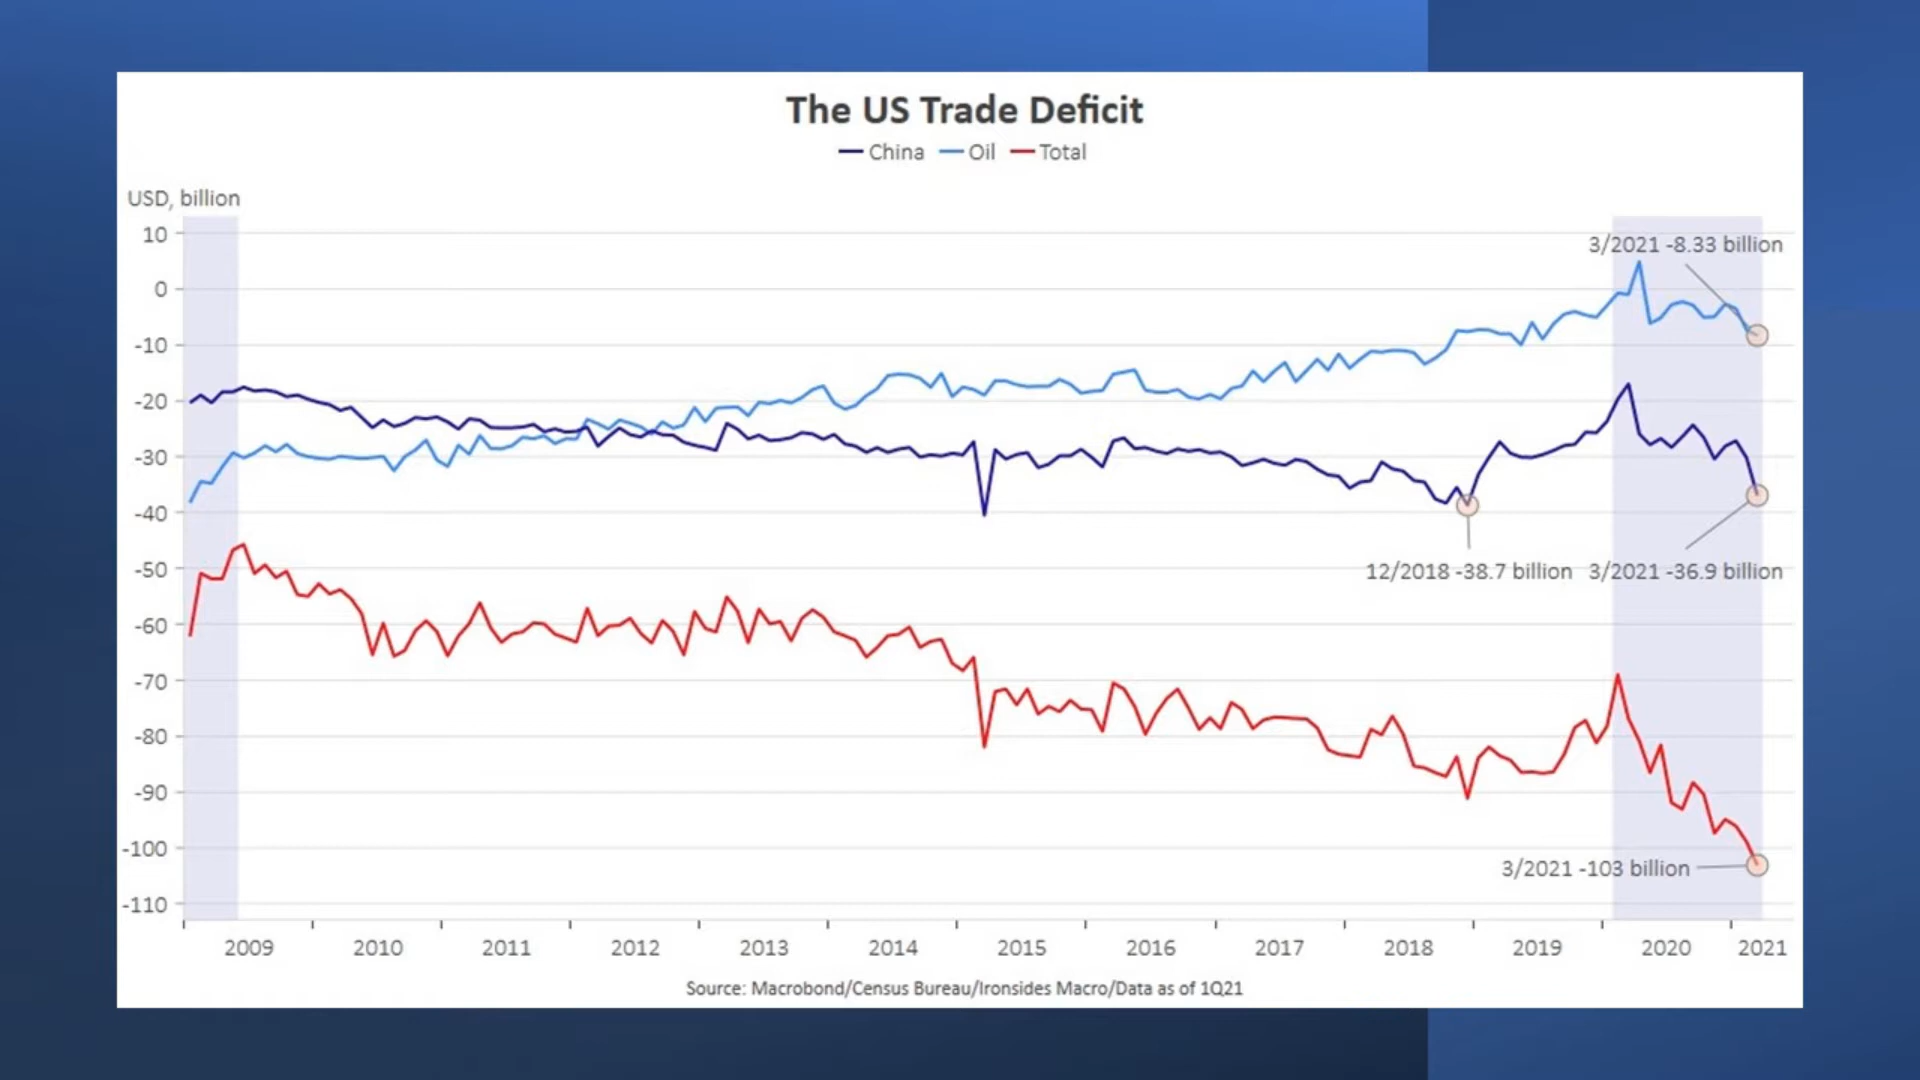 The US Trade Deficit
China Oil Total
USD, billion
10
3/2021 -8.33 billion
0
-10
-20
-30
-40
-50
12/2018 -38.7 billion 3/2021 -36.9 billion
-60
-70
-80
-90
-100
3/2021 -103 billion
-110
2009 2010 2011 2012 2013 2014 2015 2016 2017 2018 2019 2020 2021
Source: Macrobond/Census Bureau/Ironsides Macro/Data as of 1Q21